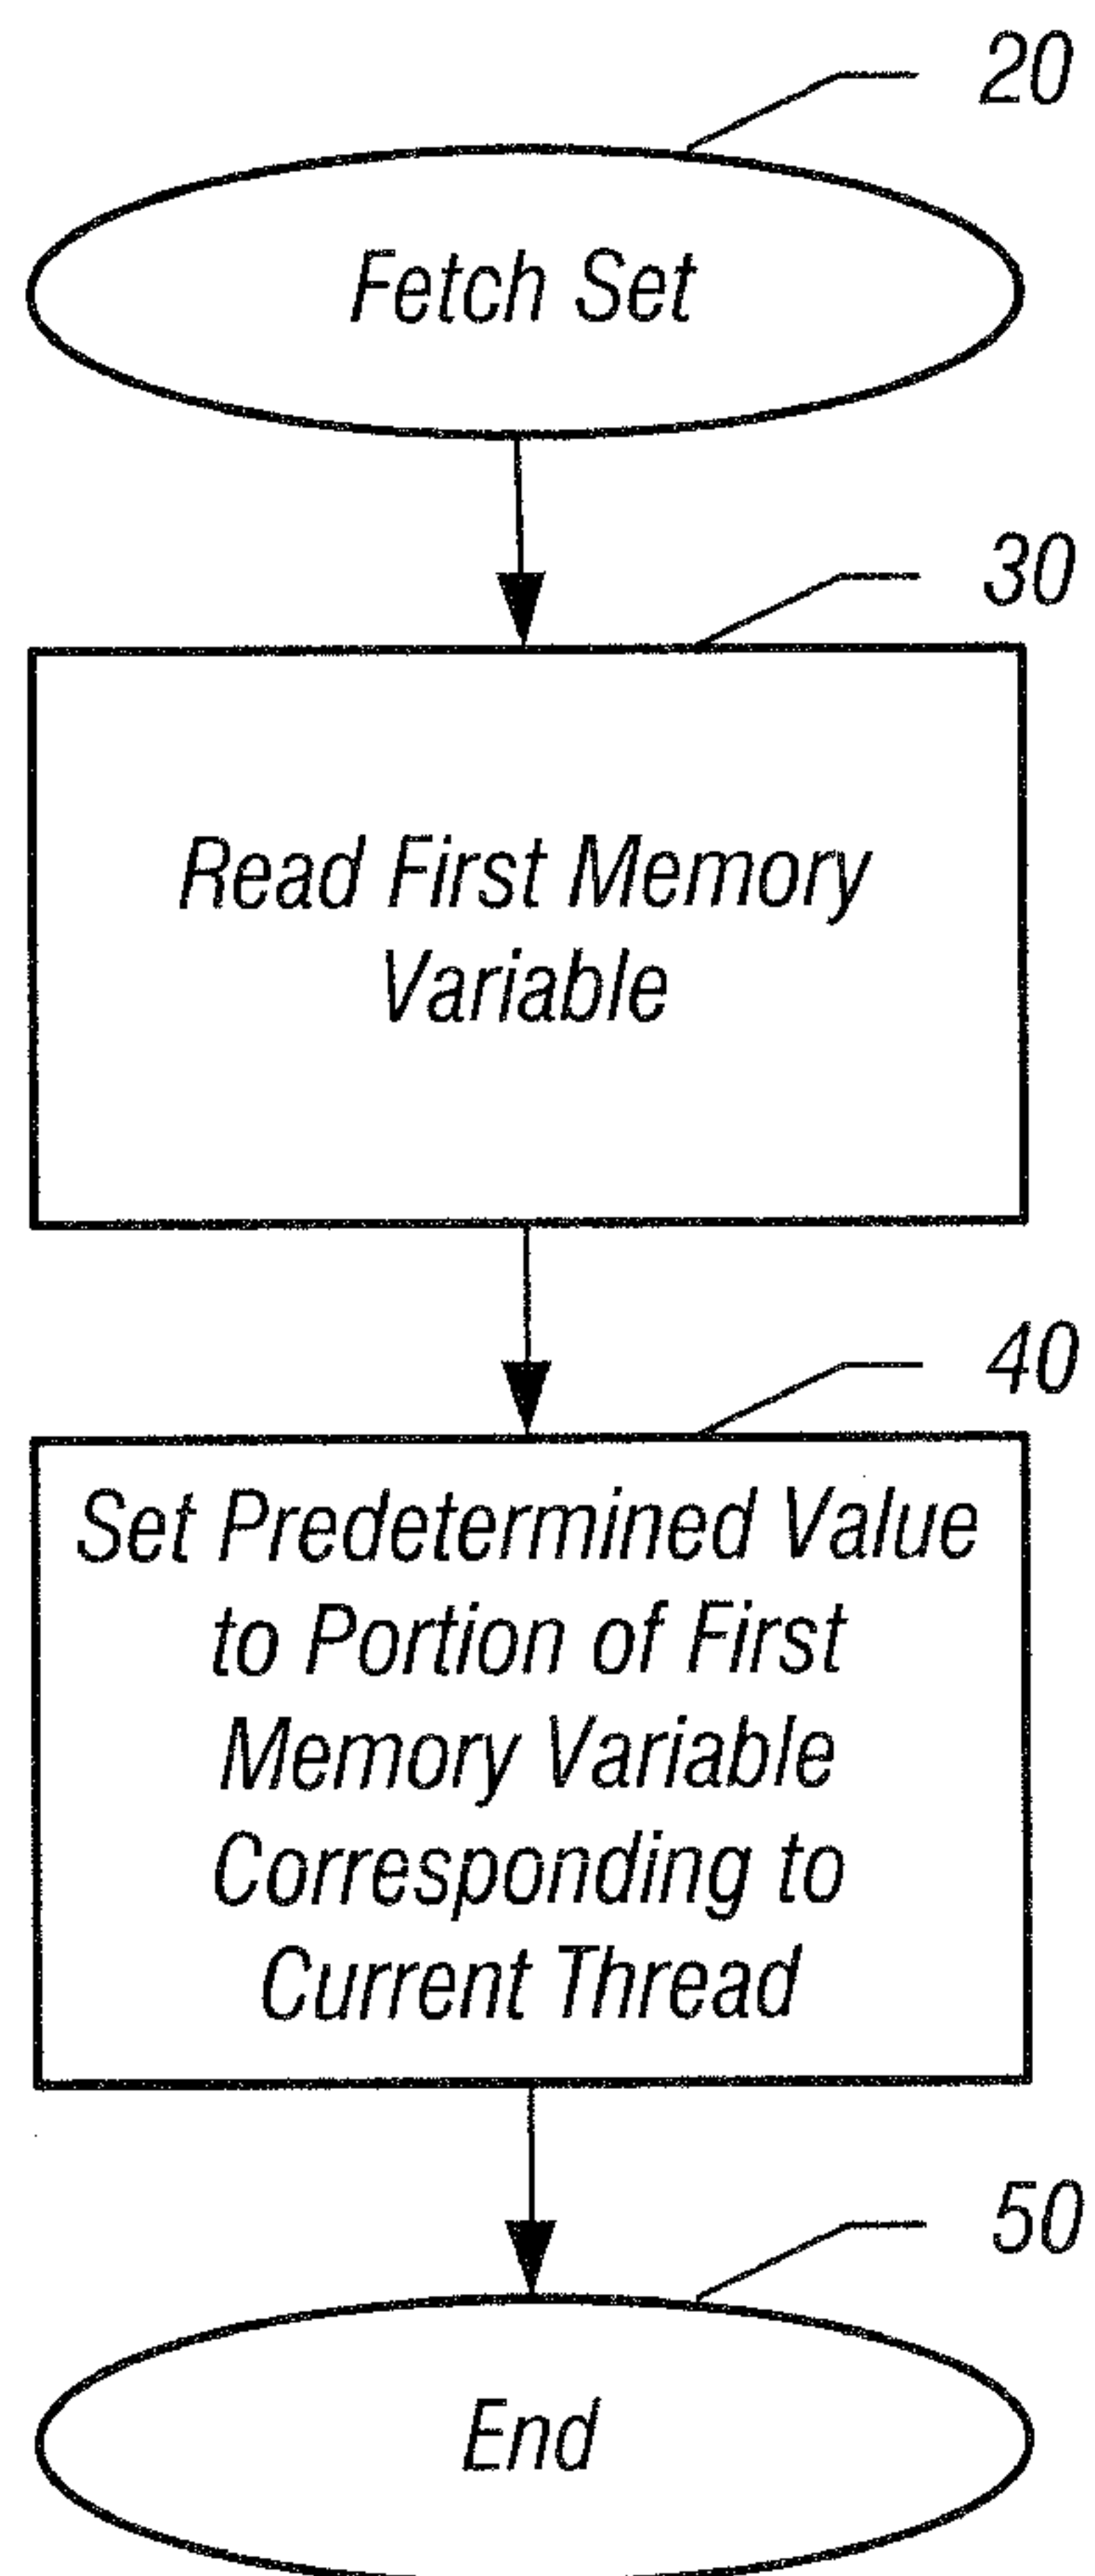 20
Fetch Set
30
Read First Memory
Variable
40
Set Predetermined Value
to Portion of First
Memory Variable
Corresponding to
Current Thread
50
End